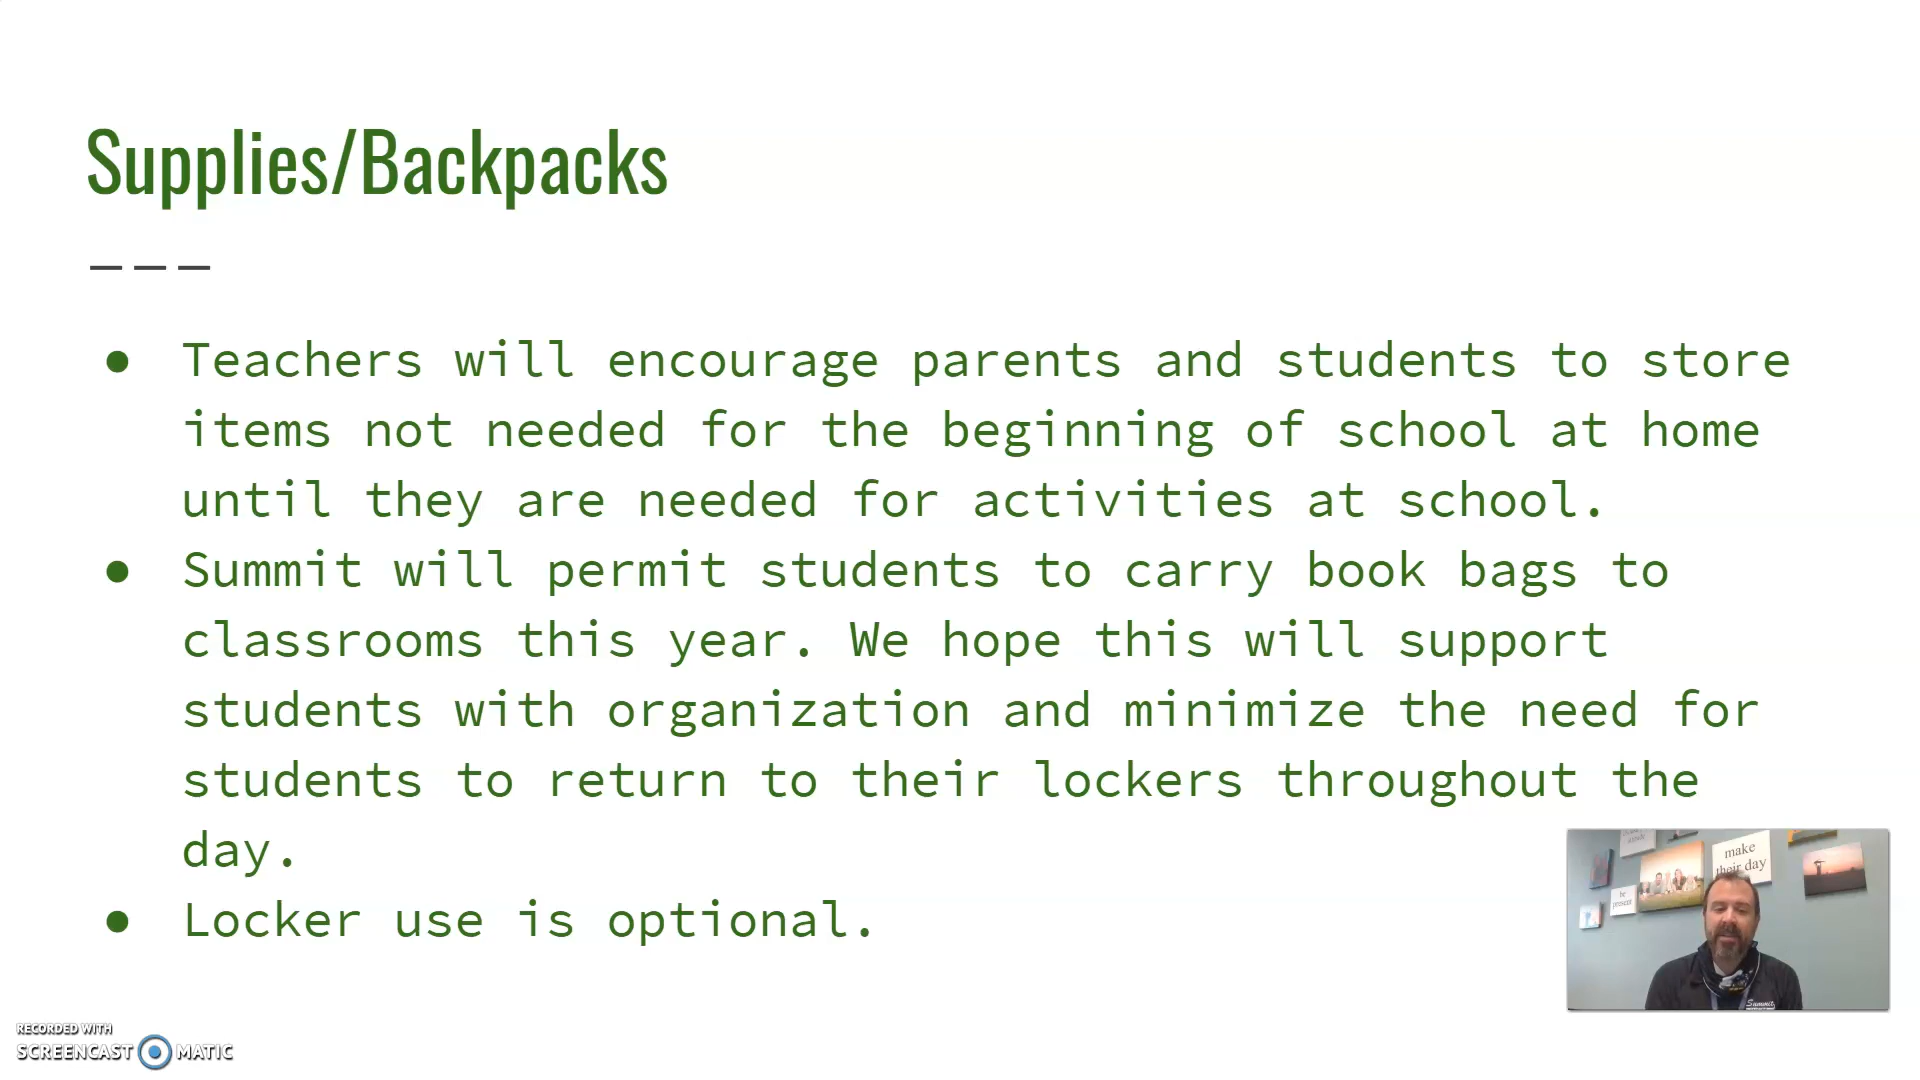 Supplies/Backpacks
● Teachers will encourage parents and students to store
items not needed for the beginning of school at home
until they are needed for activities at school.
● Summit will permit students to carry book bags to
classrooms this year. We hope this will support
students with organization and minimize the need for
students to return to their lockers throughout the
day.
● Locker use is optional.
make
their day
be
present
Summit
RECORDED WITH
SCREENCAST MATIC